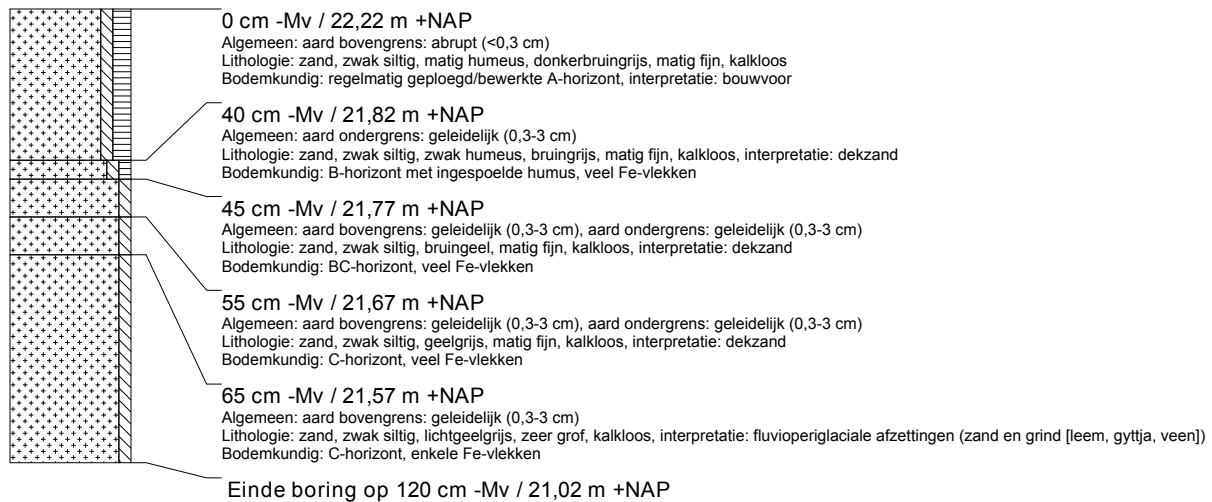 0 cm -Mv / 22,22 m +NAP
Algemeen: aard bovengrens: abrupt (<0,3 cm)
Lithologie: zand, zwak siltig, matig humeus, donkerbruingrijs, matig fijn, kalkloos
Bodemkundig: regelmatig geploegd/bewerkte A-horizont, interpretatie: bouwvoor
40 cm -Mv / 21,82 m +NAP
Algemeen: aard ondergrens: geleidelijk (0,3-3 cm)
Lithologie: zand, zwak siltig, zwak humeus, bruingrijs, matig fijn, kalkloos, interpretatie: dekzand
Bodemkundig: B-horizont met ingespoelde humus, veel Fe-vlekken
45 cm -Mv / 21,77 m +NAP
Algemeen: aard bovengrens: geleidelijk (0,3-3 cm), aard ondergrens: geleidelijk (0,3-3 cm)
Lithologie: zand, zwak siltig, bruingeel, matig fijn, kalkloos, interpretatie: dekzand
Bodemkundig: BC-horizont, veel Fe-vlekken
55 cm -Mv / 21,67 m +NAP
Algemeen: aard bovengrens: geleidelijk (0,3-3 cm), aard ondergrens: geleidelijk (0,3-3 cm)
Lithologie: zand, zwak siltig, geelgrijs, matig fijn, kalkloos, interpretatie: dekzand
Bodemkundig: C-horizont, veel Fe-vlekken
65 cm -Mv / 21,57 m +NAP
Algemeen: aard bovengrens: geleidelijk (0,3-3 cm)
Lithologie: zand, zwak siltig, lichtgeelgrijs, zeer grof, kalkloos, interpretatie: fluvioperiglaciale afzettingen (zand en grind [leem, gyttja, veen])
Bodemkundig: C-horizont, enkele Fe-vlekken
Einde boring op 120 cm -Mv / 21,02 m +NAP